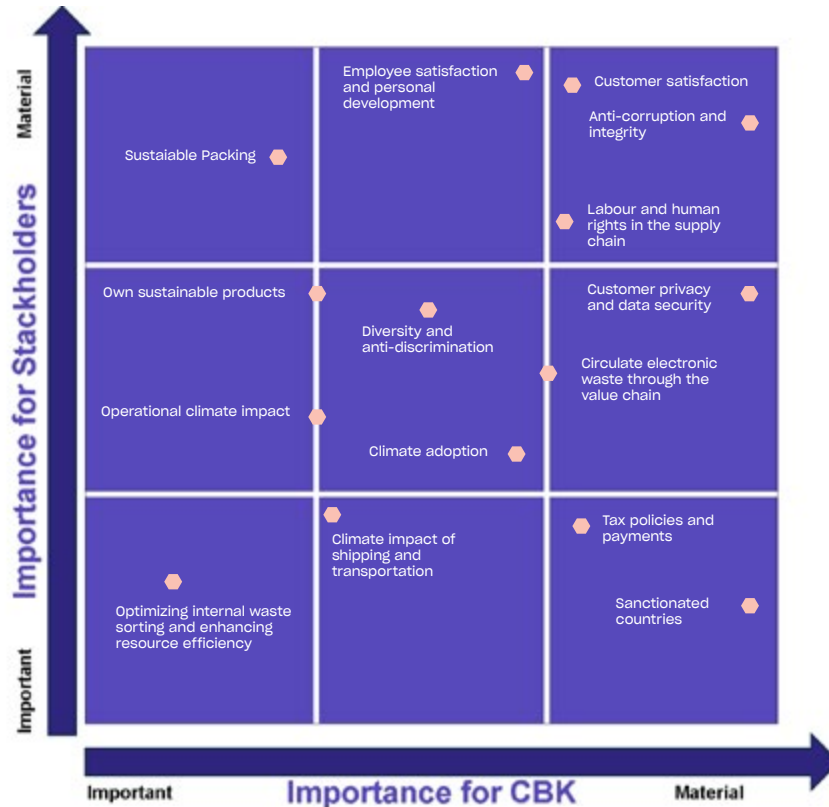 Material
Importance for Stackholders
Important
Employee satisfaction
and personal
development
Customer satisfaction
Anti-corruption and
integrity
Sustaiable Packing
Labour and human
rights in the supply
chain
Own sustainable products
Diversity and
anti-discrimination
Customer privacy
and data security
Circulate electronic
waste through the
value chain
Operational climate impact
Climate adoption
Climate impact of
shipping and
transportation
Tax policies and
payments
Optimizing internal waste
sorting and enhancing
resource efficiency
Sanctionated
countries
Important
Importance for CBK
Material